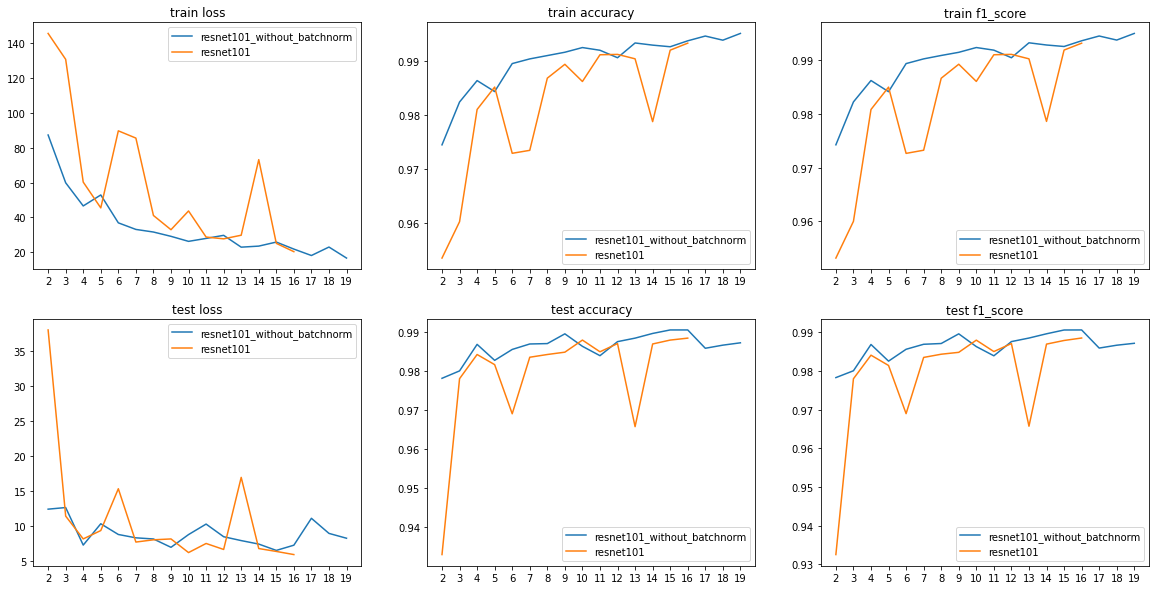 train loss
140
120
100
80
60
40
20
resnet101_without_batchnorm
resnet101
2 3 4 5 6 7 8 9 10 11 12 13 14 15 16 17 18 19
train accuracy
0.99
0.98
0.97
0.96
resnet101_without_batchnorm
resnet101
2 3 4 5 6 7 8 9 10 11 12 13 14 15 16 17 18 19
train f1_score
0.99
0.98
0.97
0.96
resnet101_without_batchnorm
resnet101
2 3 4 5 6 7 8 9 10 11 12 13 14 15 16 17 18 19
test loss
35
30
25
20
15
10
5
resnet101_without_batchnorm
resnet101
2 3 4 5 6 7 8 9 10 11 12 13 14 15 16 17 18 19
test accuracy
0.99
0.98
0.97
0.96
0.95
0.94
resnet101_without_batchnorm
resnet101
2 3 4 5 6 7 8 9 10 11 12 13 14 15 16 17 18 19
test f1_score
0.99
0.98
0.97
0.96
0.95
0.94
0.93
resnet101_without_batchnorm
resnet101
2 3 4 5 6 7 8 9 10 11 12 13 14 15 16 17 18 19